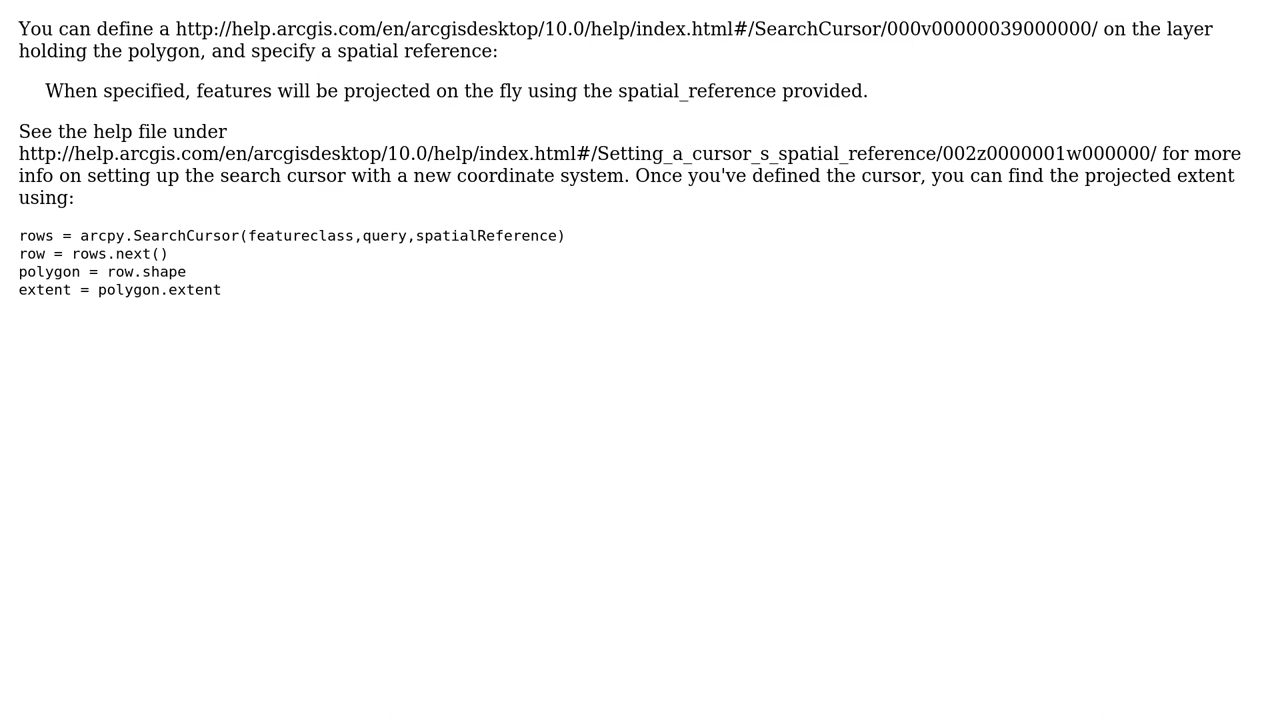 You can define a http://help.arcgis.com/en/arcgisdesktop/10.0/help/index.html#/SearchCursor/000v00000039000000/ on the layer
holding the polygon, and specify a spatial reference:
When specified, features will be projected on the fly using the spatial_reference provided.
See the help file under
http://help.arcgis.com/en/arcgisdesktop/10.0/help/index.html#/Setting_a_cursor_s_spatial_reference/002z0000001w000000/ for more
info on setting up the search cursor with a new coordinate system. Once you've defined the cursor, you can find the projected extent
using:
rows = arcpy.SearchCursor(featureclass,query,spatialReference)
row = rows.next()
polygon = row.shape
extent = polygon.extent